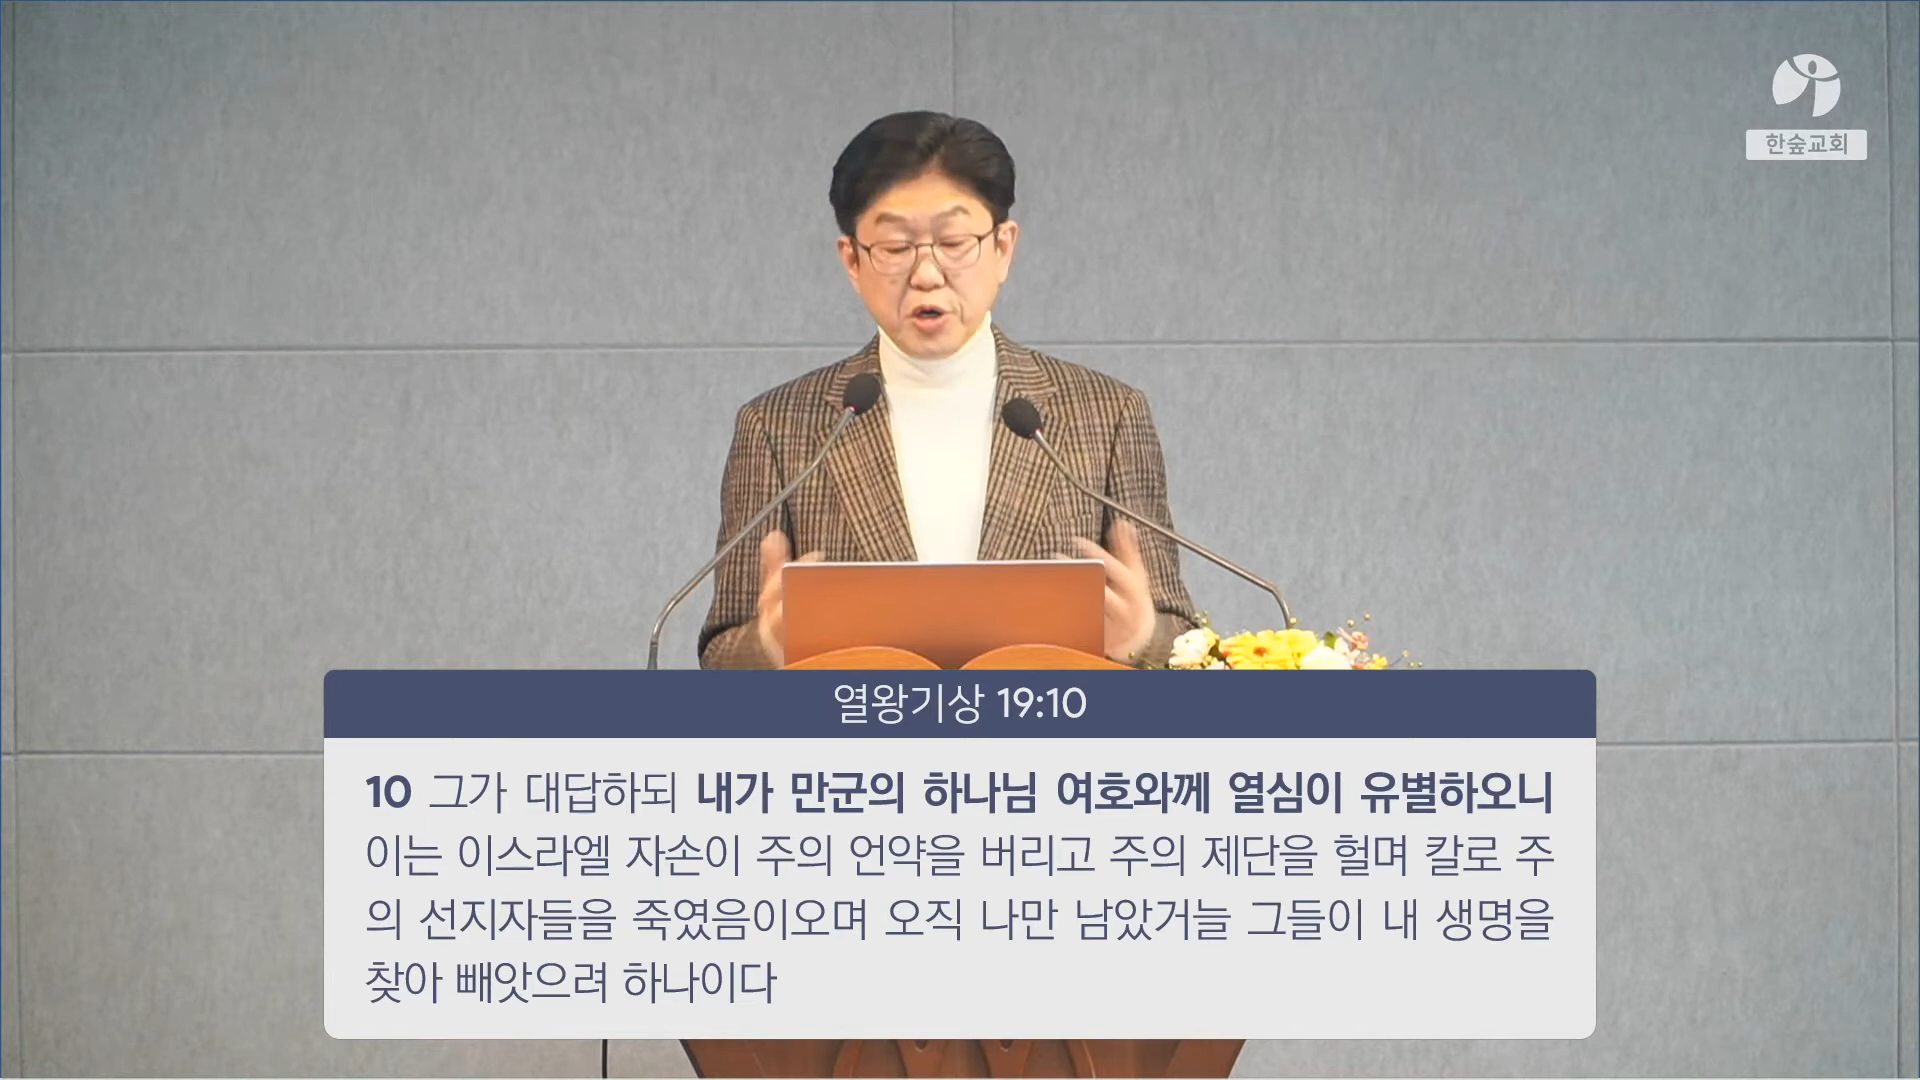 한숲교회
열왕기상 19:10
10 그가 대답하되 내가 만군의 하나님 여호와께 열심이 유별하오니
이는 이스라엘 자손이 주의 언약을 버리고 주의 제단을 헐며 칼로 주
의 선지자들을 죽였음이오며 오직 나만 남았거늘 그들이 내 생명을
찾아 빼앗으려 하나이다